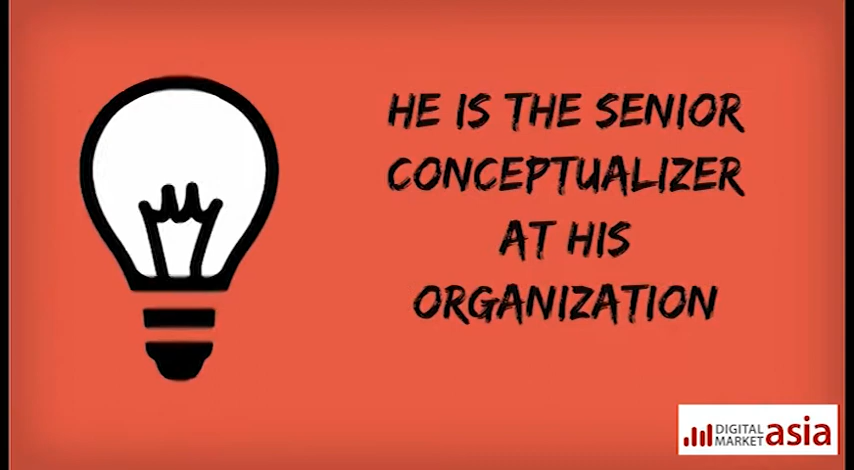 HE IS THE SENIOR
CONCEPTUALIZER
AT HIS
ORGANIZATION
DIGITAL
MARKET
asia